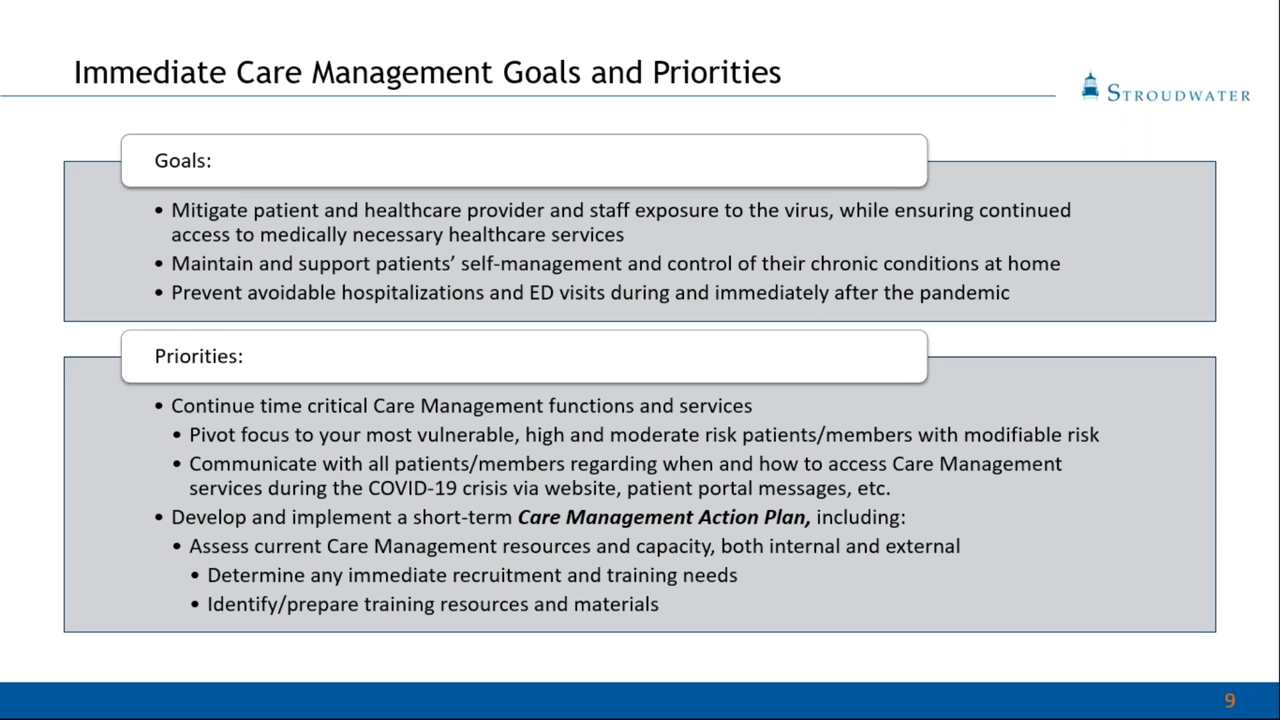 Immediate Care Management Goals and Priorities
STROUDWATER
Goals:
• Mitigate patient and healthcare provider and staff exposure to the virus, while ensuring continued
access to medically necessary healthcare services
• Maintain and support patients’ self-management and control of their chronic conditions at home
• Prevent avoidable hospitalizations and ED visits during and immediately after the pandemic
Priorities:
• Continue time critical Care Management functions and services
• Pivot focus to your most vulnerable, high and moderate risk patients/members with modifiable risk
• Communicate with all patients/members regarding when and how to access Care Management
services during the COVID-19 crisis via website, patient portal messages, etc.
• Develop and implement a short-term Care Management Action Plan, including:
• Assess current Care Management resources and capacity, both internal and external
• Determine any immediate recruitment and training needs
• Identify/prepare training resources and materials
9